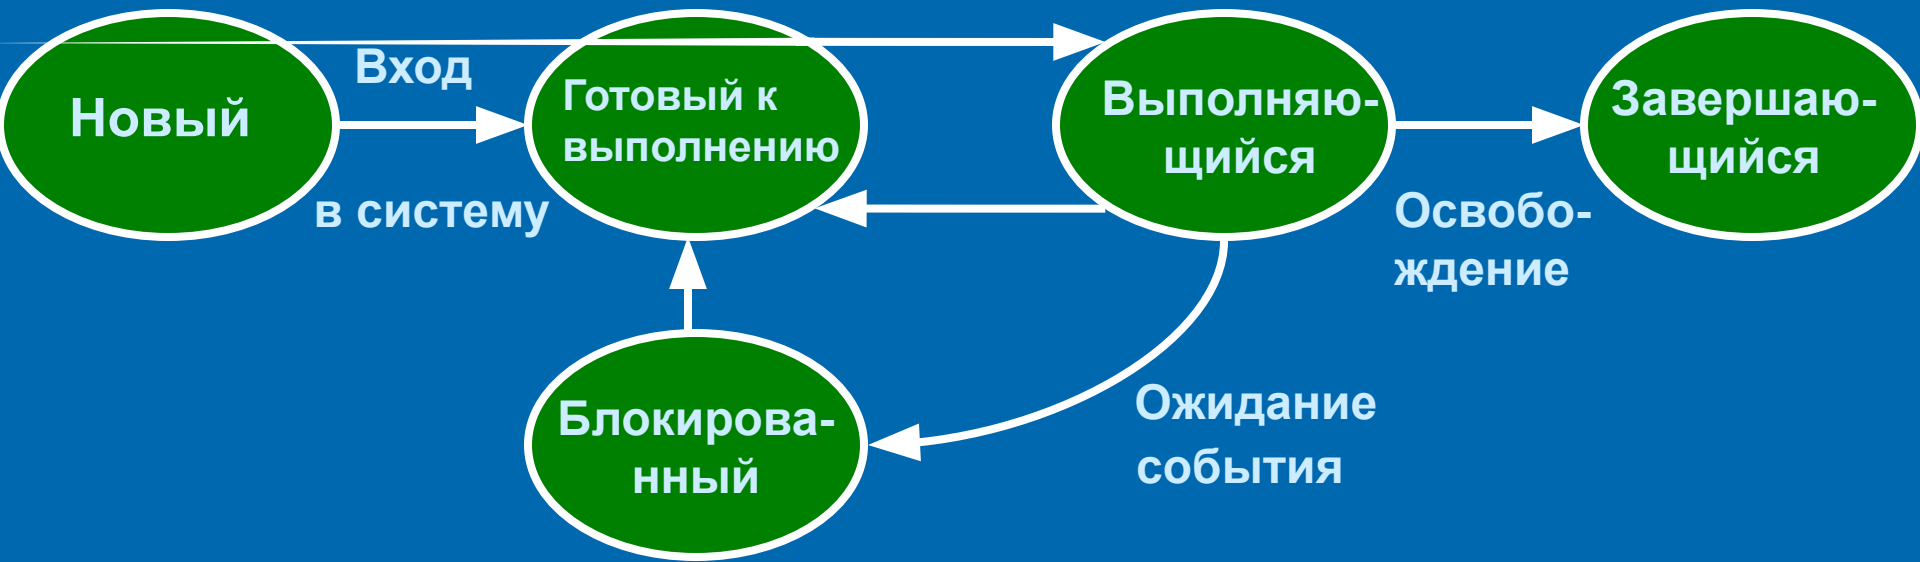 Новый
Вход
в систему
Готовый к
выполнению
Выполняю-
щийся
Освобо-
ждение
Завершаю-
щийся
Блокирова-
нный
Ожидание
события